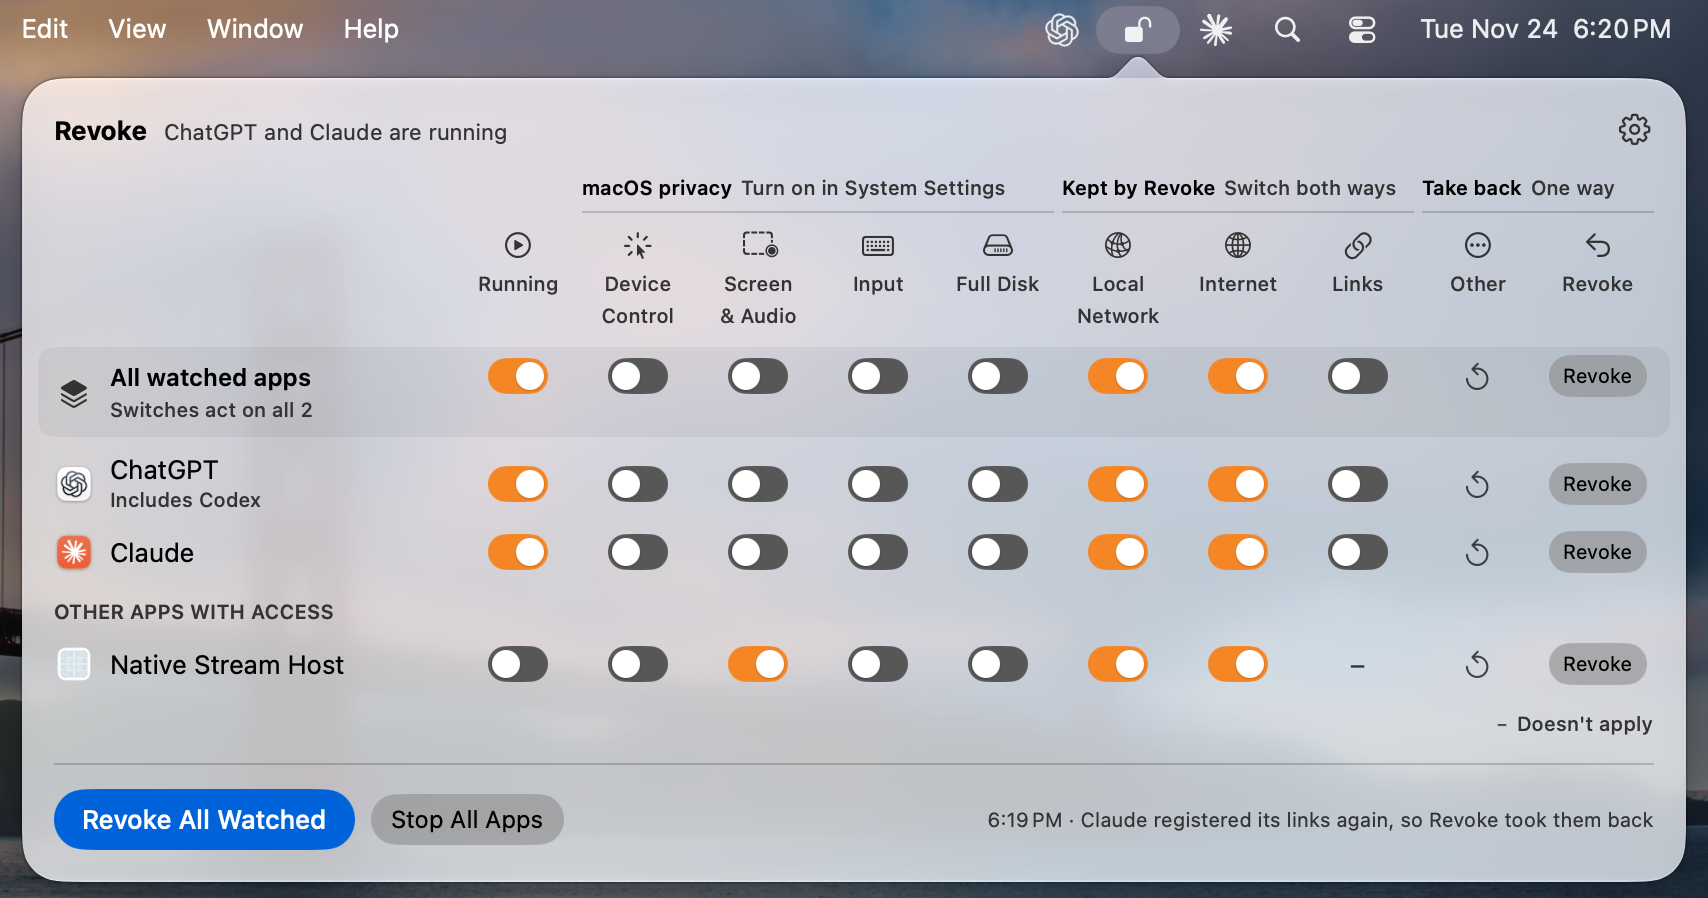 Edit View Window Help Tue Nov 24 6:20 PM
Revoke ChatGPT and Claude are running
macOS privacy Turn on in System Settings Kept by Revoke Switch both ways Take back One way
Running Device Control Screen & Audio Input Full Disk Local Network Internet Links Other Revoke
All watched apps
Switches act on all 2
Revoke
ChatGPT
Includes Codex
Revoke
Claude Revoke
OTHER APPS WITH ACCESS
Native Stream Host – Revoke
– Doesn't apply
Revoke All Watched Stop All Apps 6:19 PM · Claude registered its links again, so Revoke took them back